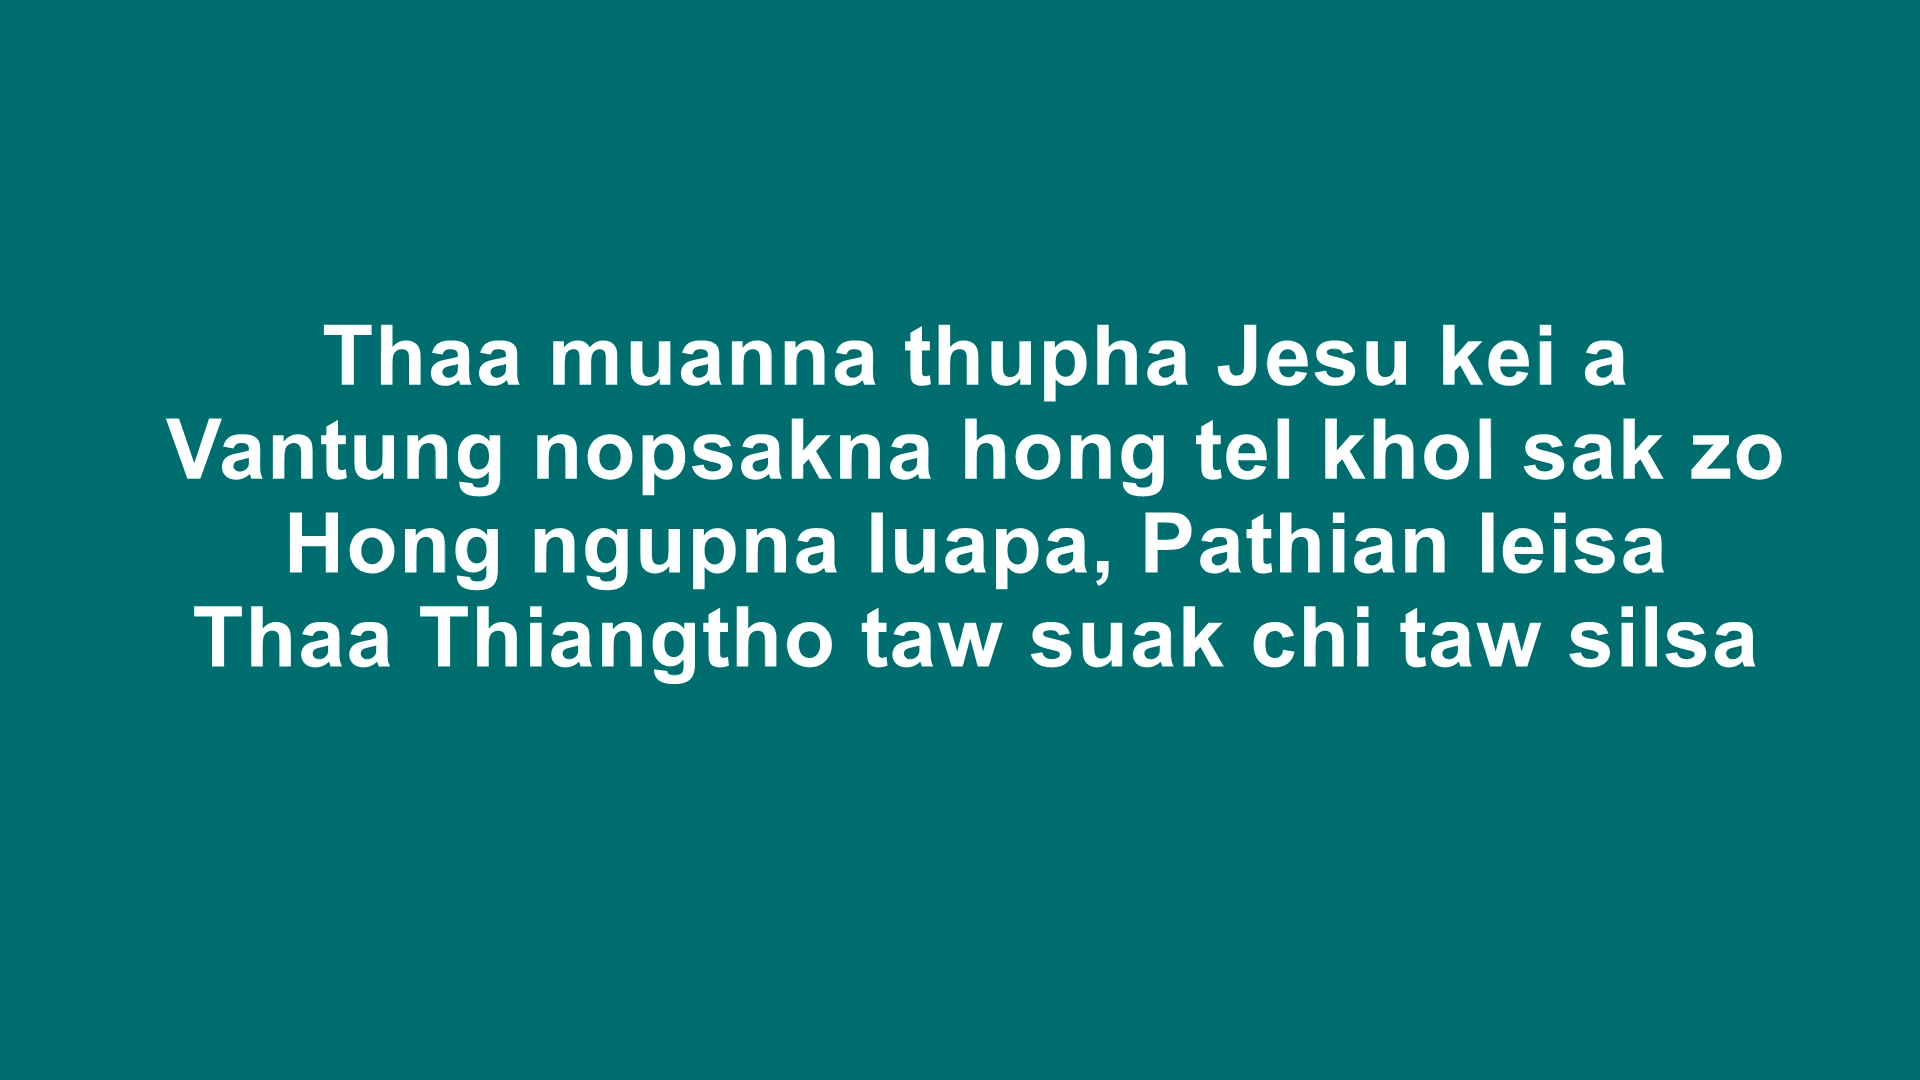 Thaa muanna thupha Jesu kei a
Vantung nopsakna hong tel khol sak zo
Hong ngupna luapa, Pathian leisa
Thaa Thiangtho taw suak chi taw silsa